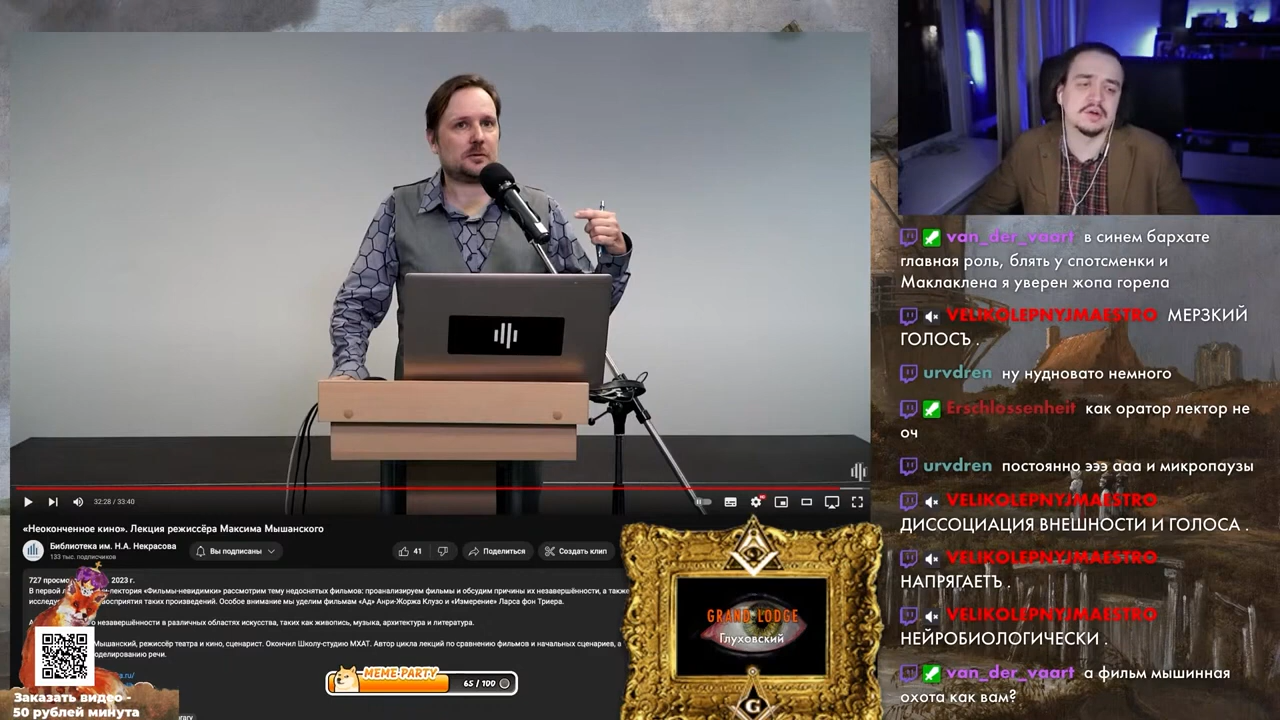 32:28 / 33:40
«Неоконченное кино». Лекция режиссёра Максима Мышанского
Библиотека им. Н.А. Некрасова
133 тыс. подписчиков
Вы подписаны
41
Поделиться
Создать клип
727 просмо
2023 г.
В первой
лектория «Фильмы-невидимки» рассмотрим тему недоснятых фильмов: проанализируем фильмы и обсудим причины их незавершённости, а также
исследу
восприятия таких произведений. Особое внимание мы уделим фильмам «Ад» Анри-Жоржа Клузо и «Измерение» Ларса фон Триера.
незавершённости в различных областях искусства, таких как живопись, музыка, архитектура и литература.
Мышанский, режиссёр театра и кино, сценарист. Окончил Школу-студию МХАТ. Автор цикла лекций по сравнению фильмов и начальных сценариев, а
делированию речи.
Заказать видео -
50 рублей минута
MEME PARTY
65 / 100
GRAND LODGE
Глуховский
G
van_der_vaart в синем бархате
главная роль, блять у спотсменки и
Маклаклена я уверен жопа горела
VELIKOLEPNYJMAESTRO МЕРЗКИЙ
ГОЛОСЪ .
urvdren ну нудновато немного
Erschlossenheit как оратор лектор не
оч
urvdren постоянно эээ ааа и микропаузы
VELIKOLEPNYJMAESTRO
ДИССОЦИАЦИЯ ВНЕШНОСТИ И ГОЛОСА .
VELIKOLEPNYJMAESTRO
НАПРЯГАЕТЪ .
VELIKOLEPNYJMAESTRO
НЕЙРОБИОЛОГИЧЕСКИ .
van_der_vaart а фильм мышинная
охота как вам?